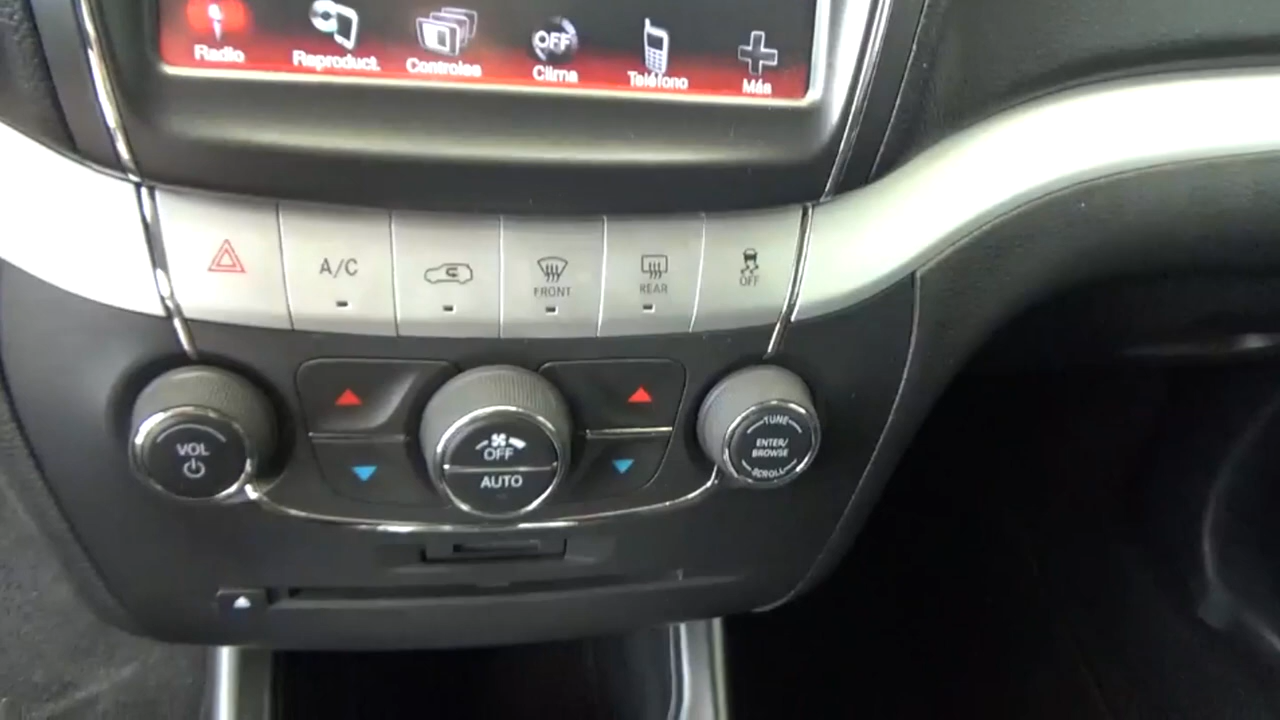 Radio
Reproduct.
Controles
OFF
Clima
Teléfono
Más
A/C
FRONT
REAR
OFF
VOL
OFF
AUTO
TUNE
ENTER/
BROWSE
SCROLL